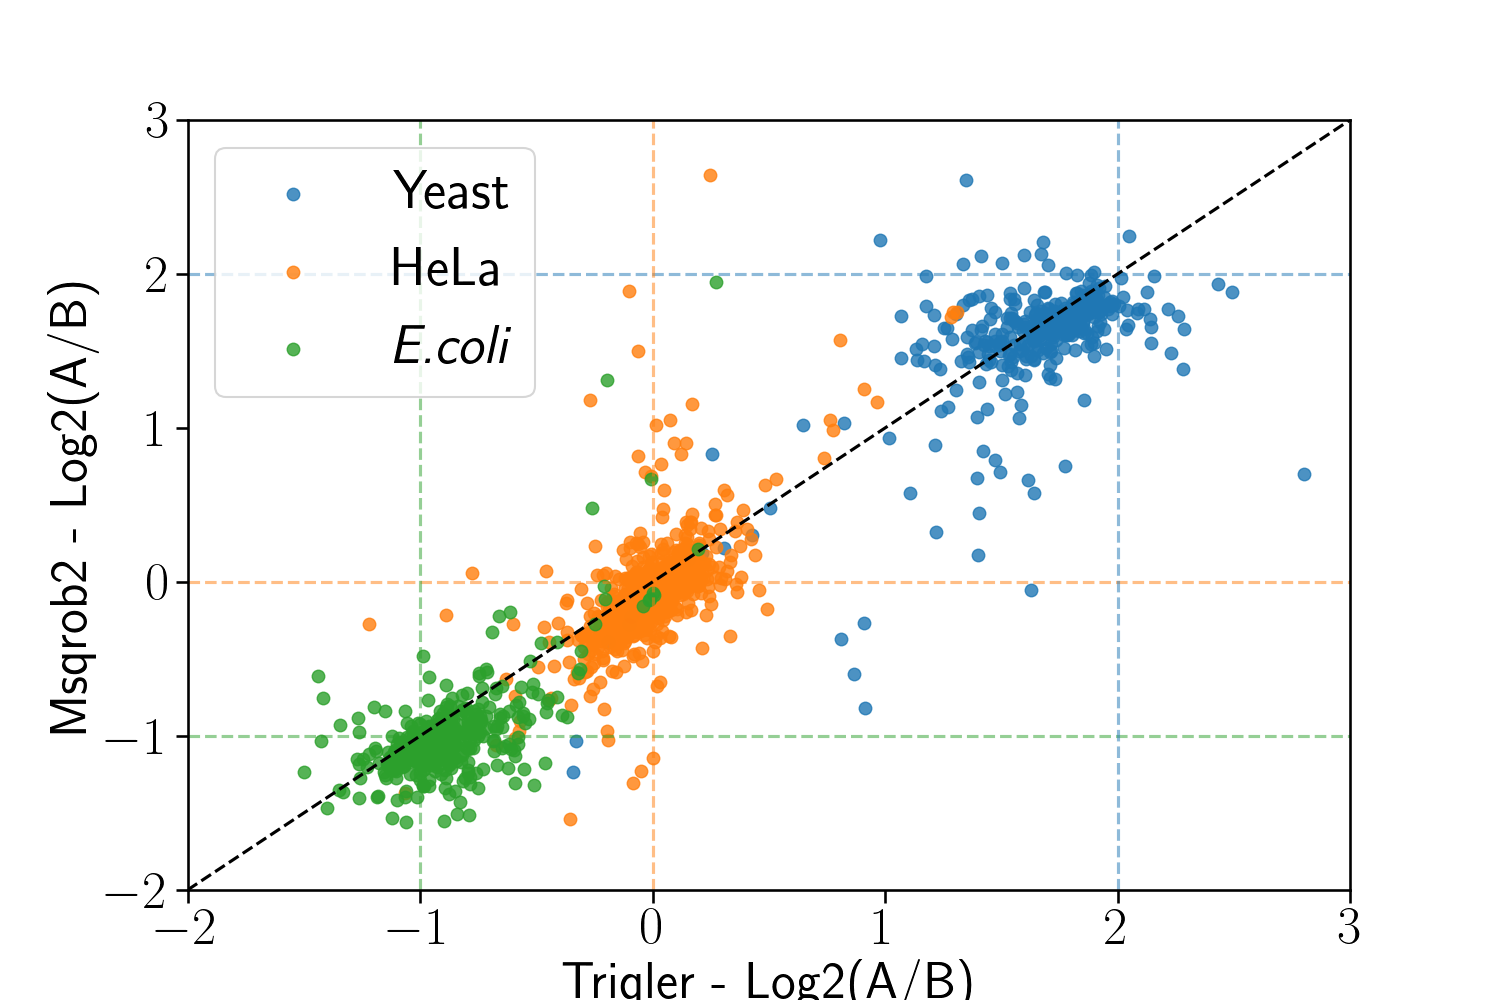 3
Yeast
HeLa
E.coli
2
1
0
−1
−2
Msqrob2 - Log2(A/B)
−2 −1 0 1 2 3
Triqler - Log2(A/B)